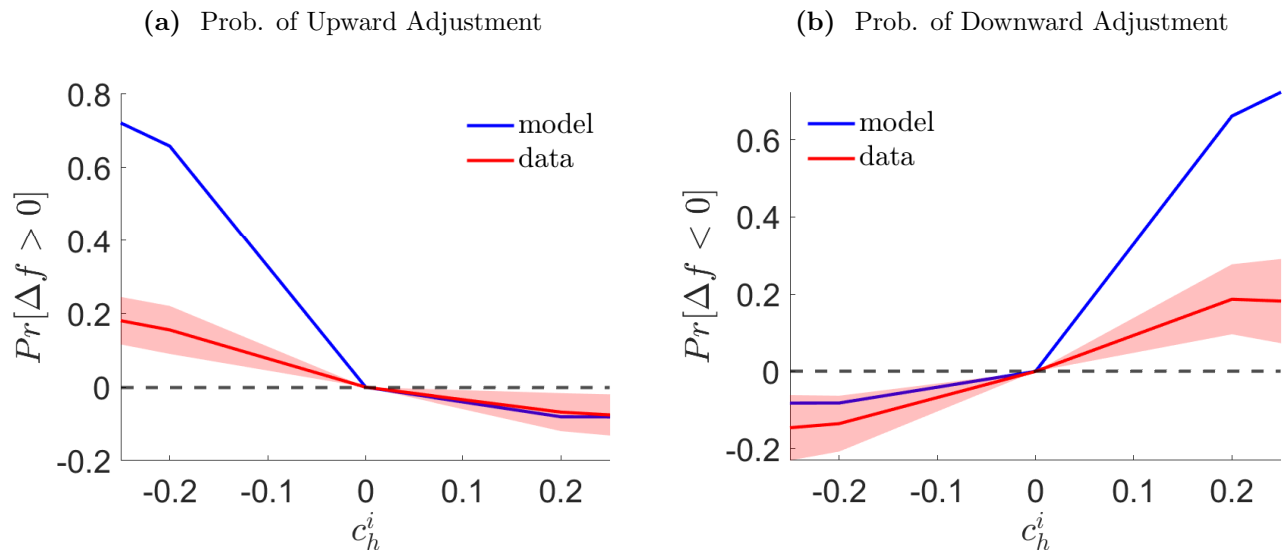 (a) Prob. of Upward Adjustment
0.8
0.6
0.4
0.2
0
-0.2
Pr[Δf > 0]
model
data
-0.2 -0.1 0 0.1 0.2
c_h^i
(b) Prob. of Downward Adjustment
0.6
0.4
0.2
0
-0.2
Pr[Δf < 0]
model
data
-0.2 -0.1 0 0.1 0.2
c_h^i